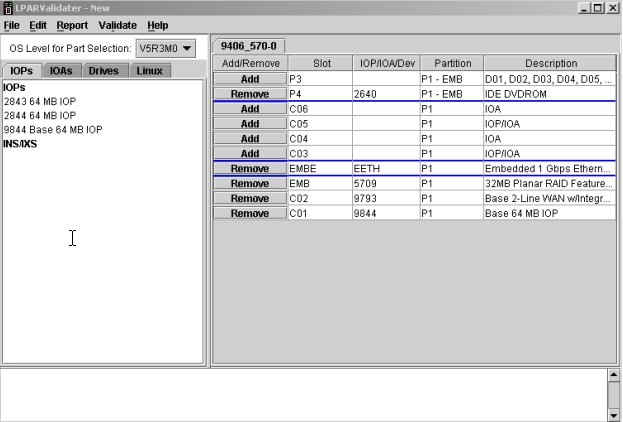 LPARValidater - New
File Edit Report Validate Help
OS Level for Part Selection: V5R3M0
IOPs IOAs Drives Linux
IOPs
2843 64 MB IOP
2844 64 MB IOP
9844 Base 64 MB IOP
INS/IXS
9406_570-0
Add/Remove Slot IOP/IOA/Dev Partition Description
Add P3 P1 - EMB D01, D02, D03, D04, D05, ...
Remove P4 2640 P1 - EMB IDE DVDROM
Add C06 P1 IOA
Add C05 P1 IOP/IOA
Add C04 P1 IOA
Add C03 P1 IOP/IOA
Remove EMBE EETH P1 Embedded 1 Gbps Ethern...
Remove EMB 5709 P1 32MB Planar RAID Feature...
Remove C02 9793 P1 Base 2-Line WAN w/Integr...
Remove C01 9844 P1 Base 64 MB IOP